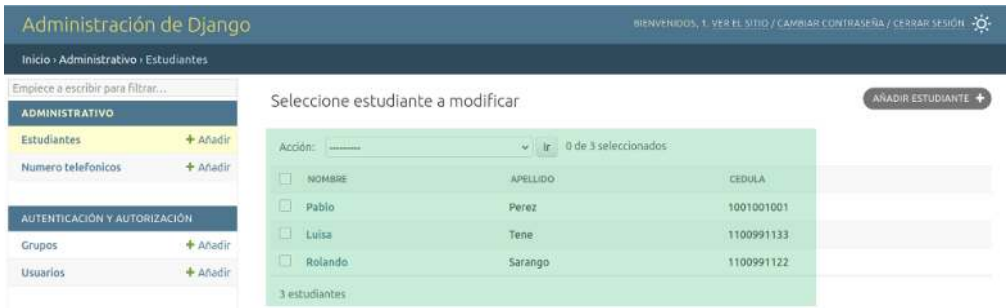 Administración de Django
BIENVENIDOS, 1. VER EL SITIO / CAMBIAR CONTRASEÑA / CERRAR SESIÓN
Inicio › Administrativo › Estudiantes
Empiece a escribir para filtrar...
ADMINISTRATIVO
Estudiantes + Añadir
Numero telefonicos + Añadir
AUTENTICACIÓN Y AUTORIZACIÓN
Grupos + Añadir
Usuarios + Añadir
Seleccione estudiante a modificar
AÑADIR ESTUDIANTE +
Acción: --------- Ir 0 de 3 seleccionados
NOMBRE APELLIDO CEDULA
Pablo Perez 1001001001
Luisa Tene 1100991133
Rolando Sarango 1100991122
3 estudiantes